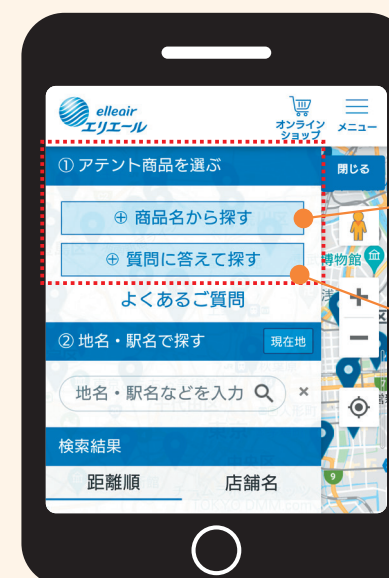 elleair
エリエール
オンライン
ショップ
メニュー
① アテント商品を選ぶ
閉じる
⊕ 商品名から探す
⊕ 質問に答えて探す
博物館
よくあるご質問
② 地名・駅名で探す
現在地
地名・駅名などを入力
×
検索結果
9
距離順
店舗名